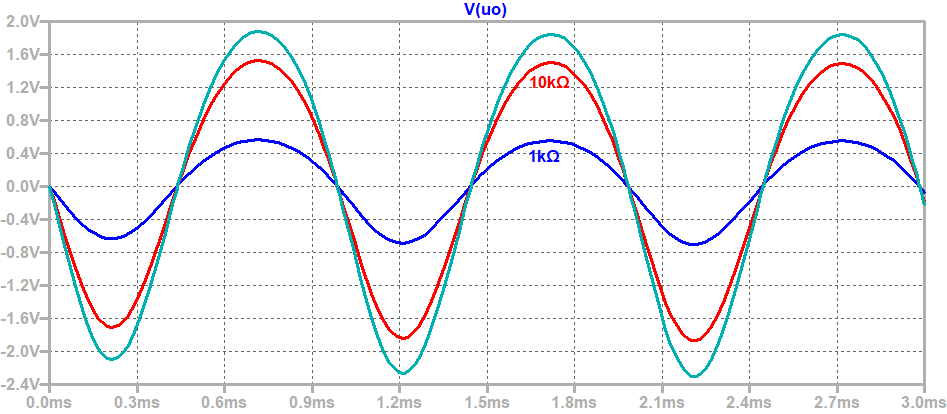 V(uo)
2.0V
1.6V
1.2V
0.8V
0.4V
0.0V
-0.4V
-0.8V
-1.2V
-1.6V
-2.0V
-2.4V
10kΩ
1kΩ
0.0ms 0.3ms 0.6ms 0.9ms 1.2ms 1.5ms 1.8ms 2.1ms 2.4ms 2.7ms 3.0ms